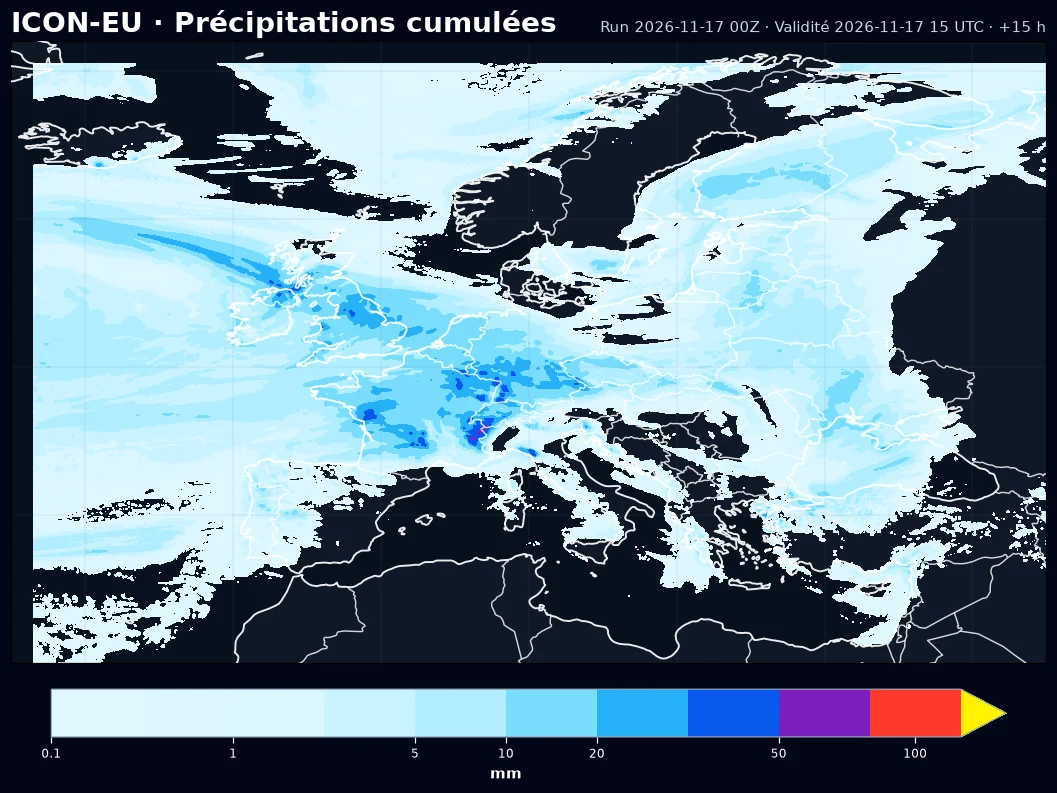 ICON-EU · Précipitations cumulées
Run 2026-11-17 00Z · Validité 2026-11-17 15 UTC · +15 h
0.1 1 5 10 20 50 100
mm